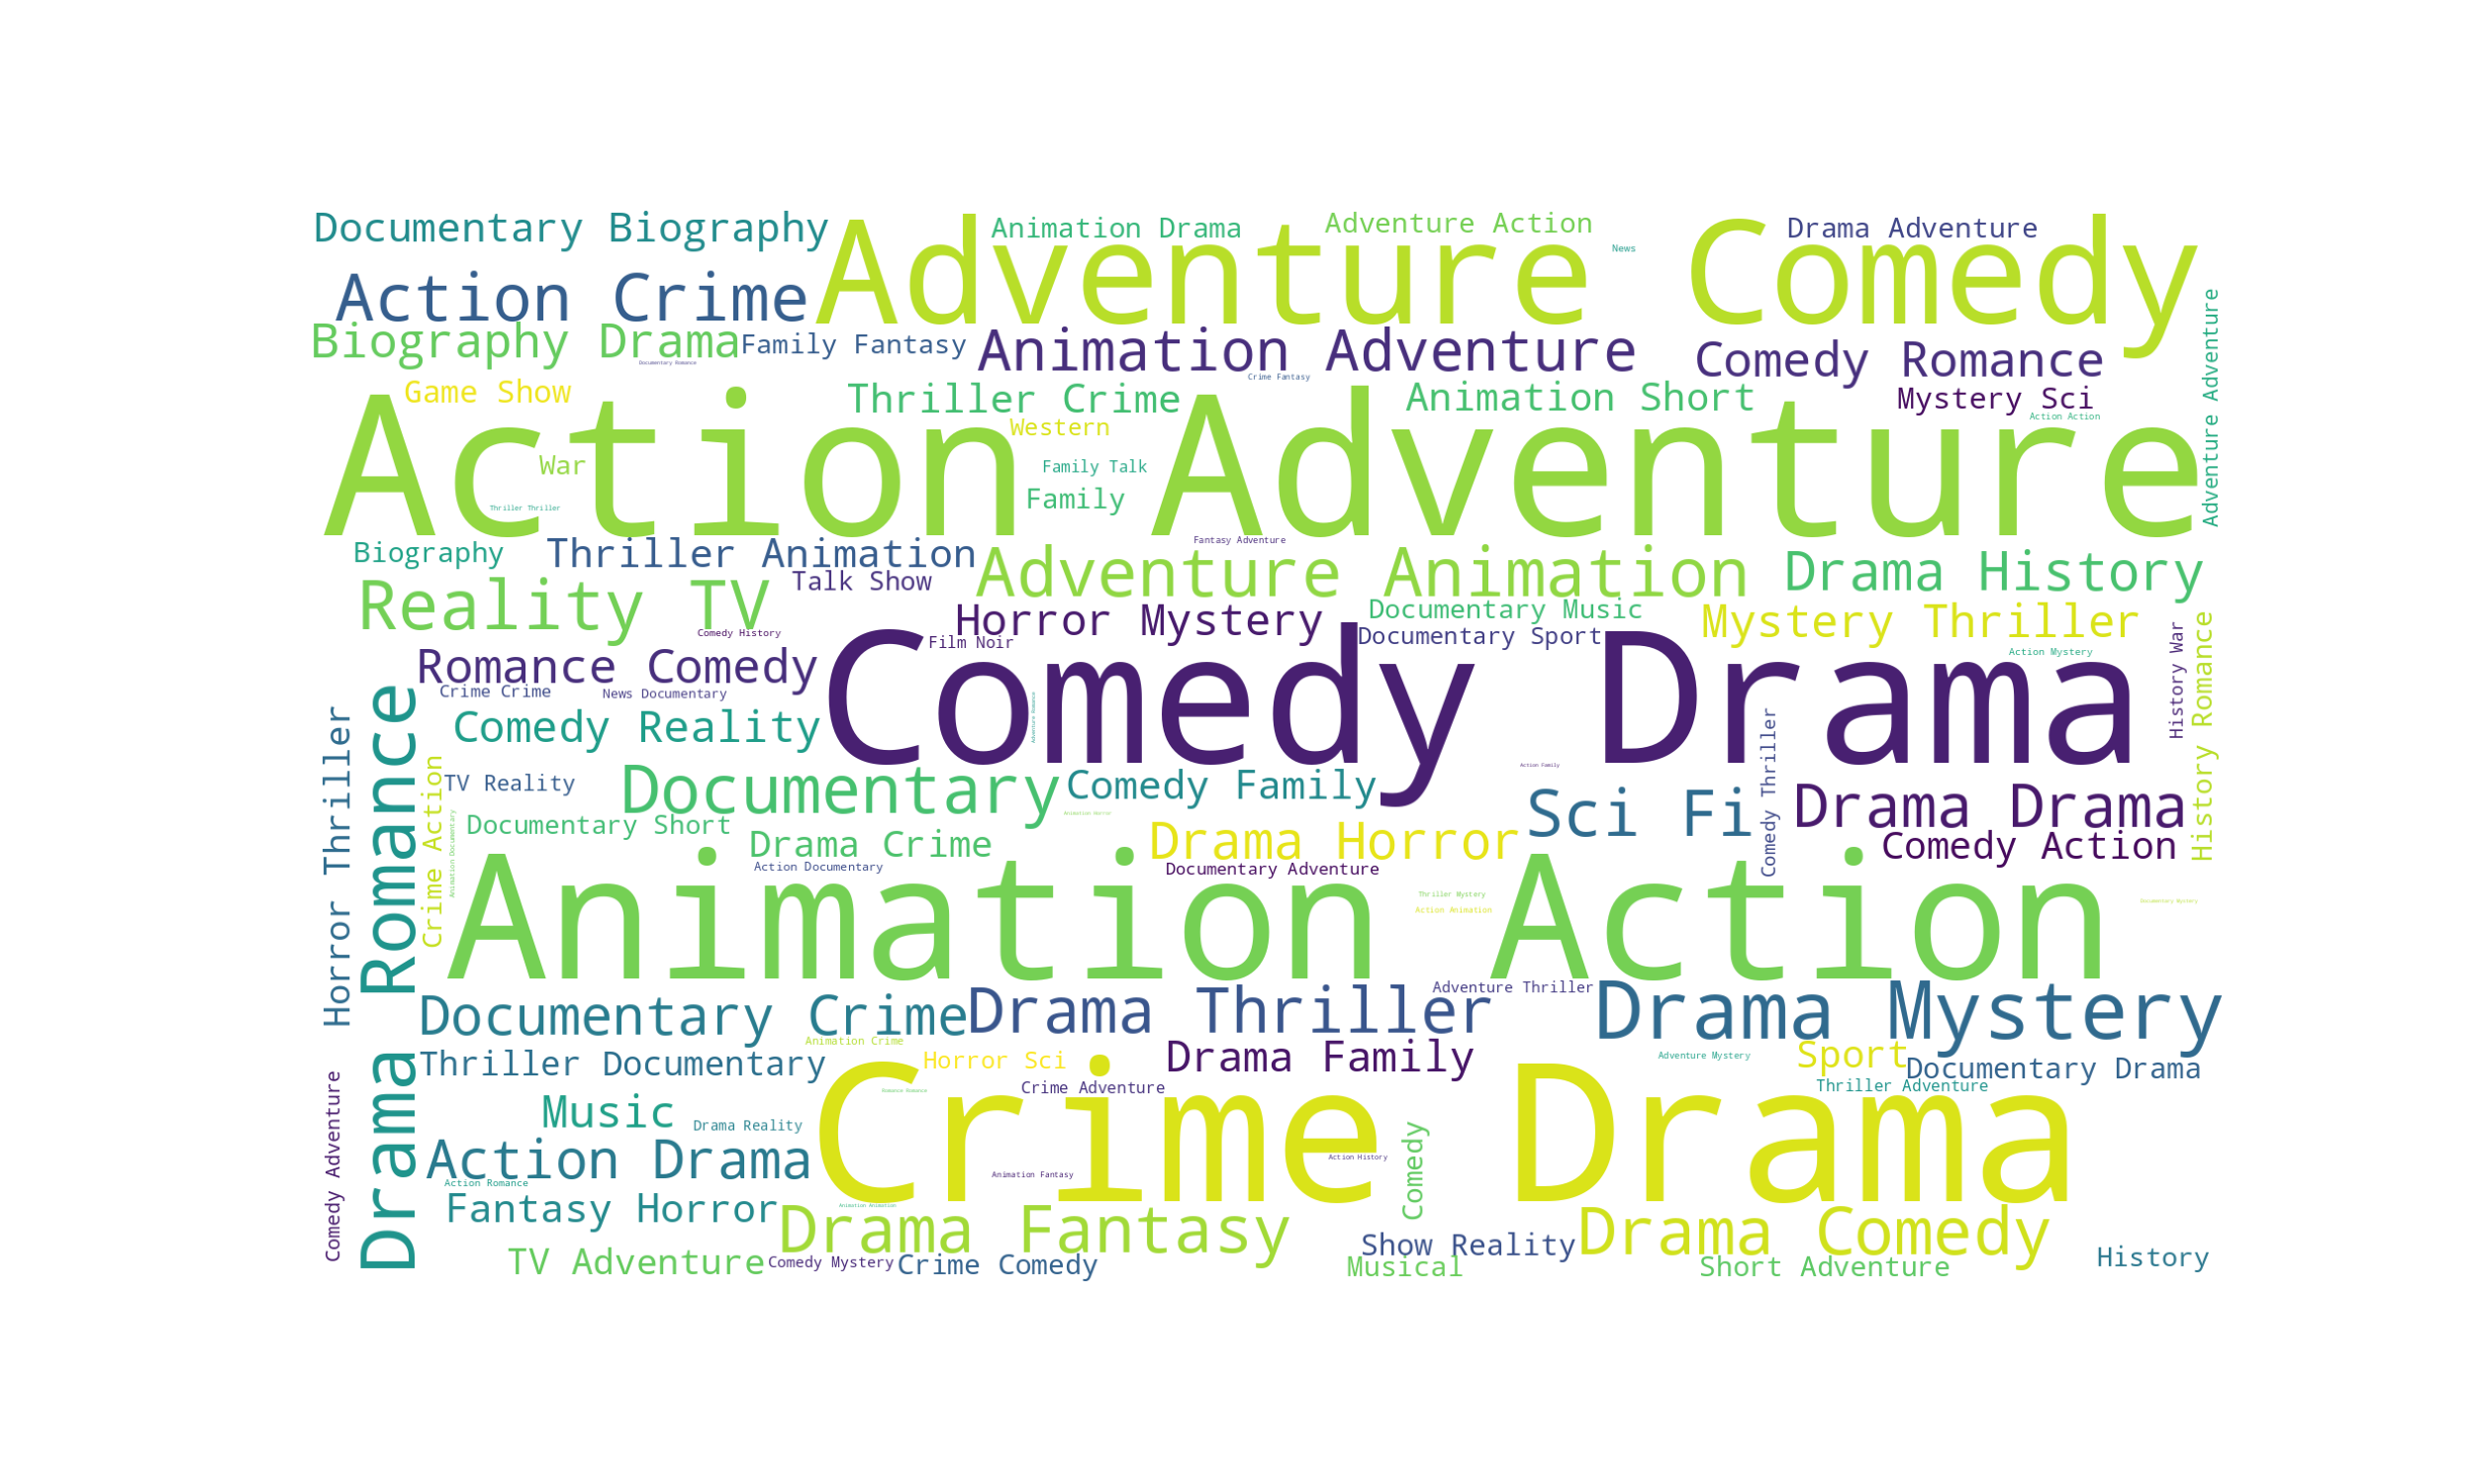 Documentary Biography
Adventure Comedy
Animation Drama
Adventure Action
Drama Adventure
News
Action Crime
Biography Drama
Family Fantasy
Documentary Romance
Animation Adventure
Comedy Romance
Adventure Adventure
Crime Fantasy
Game Show
Thriller Crime
Animation Short
Mystery Sci
Action Action
Action Adventure
Western
War
Family Talk
Family
Thriller Thriller
Biography
Thriller Animation
Fantasy Adventure
Talk Show
Adventure Animation
Drama History
Reality TV
Horror Mystery
Documentary Music
Mystery Thriller
Comedy History
Film Noir
Documentary Sport
Action Mystery
History War
History Romance
Romance Comedy
Comedy Drama
Crime Crime
News Documentary
Adventure Romance
Comedy Reality
Horror Thriller
Drama Romance
Crime Action
TV Reality
Documentary
Comedy Family
Action Family
Comedy Thriller
Sci Fi
Drama Drama
Animation Documentary
Documentary Short
Animation Horror
Drama Crime
Drama Horror
Comedy Action
Action Documentary
Documentary Adventure
Animation Action
Thriller Mystery
Action Animation
Documentary Mystery
Documentary Crime
Drama Thriller
Adventure Thriller
Drama Mystery
Animation Crime
Thriller Documentary
Horror Sci
Drama Family
Adventure Mystery
Sport
Documentary Drama
Comedy Adventure
Romance Romance
Crime Adventure
Thriller Adventure
Crime Drama
Music
Drama Reality
Action Drama
Action History
Comedy
Animation Fantasy
Action Romance
Fantasy Horror
Animation Animation
Drama Fantasy
Drama Comedy
Show Reality
TV Adventure
Comedy Mystery
Crime Comedy
Musical
Short Adventure
History